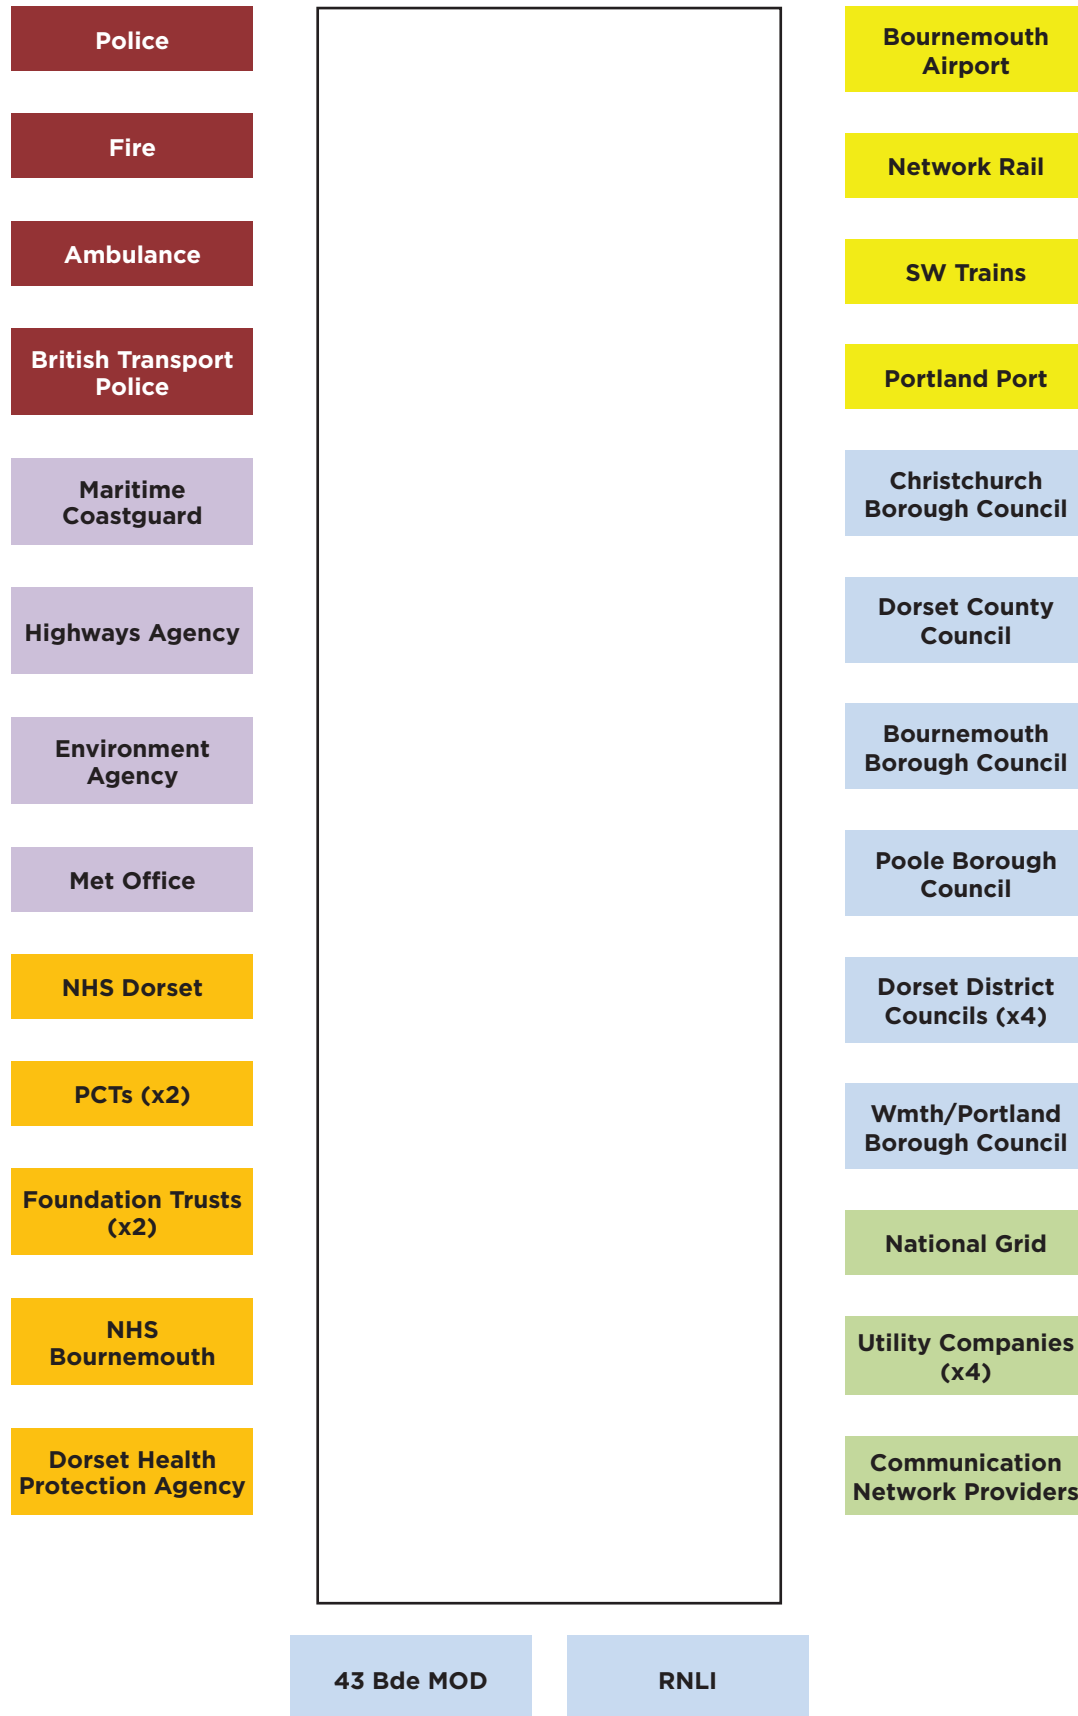 Police
Fire
Ambulance
British Transport
Police
Maritime
Coastguard
Highways Agency
Environment
Agency
Met Office
NHS Dorset
PCTs (x2)
Foundation Trusts
(x2)
NHS
Bournemouth
Dorset Health
Protection Agency
Bournemouth
Airport
Network Rail
SW Trains
Portland Port
Christchurch
Borough Council
Dorset County
Council
Bournemouth
Borough Council
Poole Borough
Council
Dorset District
Councils (x4)
Wmth/Portland
Borough Council
National Grid
Utility Companies
(x4)
Communication
Network Providers
43 Bde MOD
RNLI